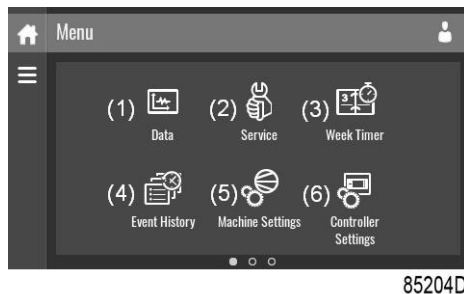 Menu
(1) (2) (3)
Data Service Week Timer
(4) (5) (6)
Event History Machine Settings Controller
Settings
85204D